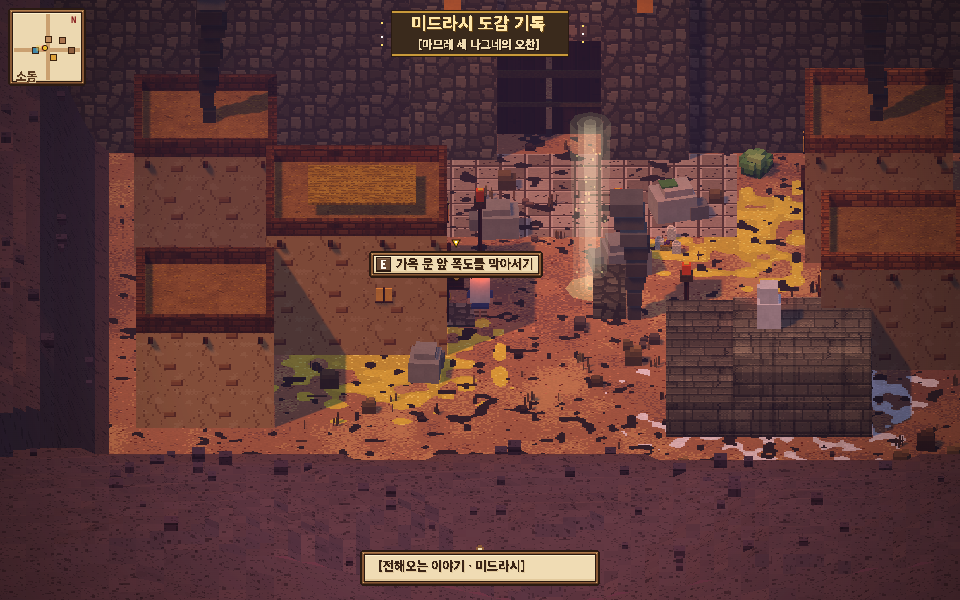 N
소돔
미드라시 도감 기록
[마므레 세 나그네의 오찬]
E 가옥 문 앞 폭도를 막아서기
[전해오는 이야기 · 미드라시]